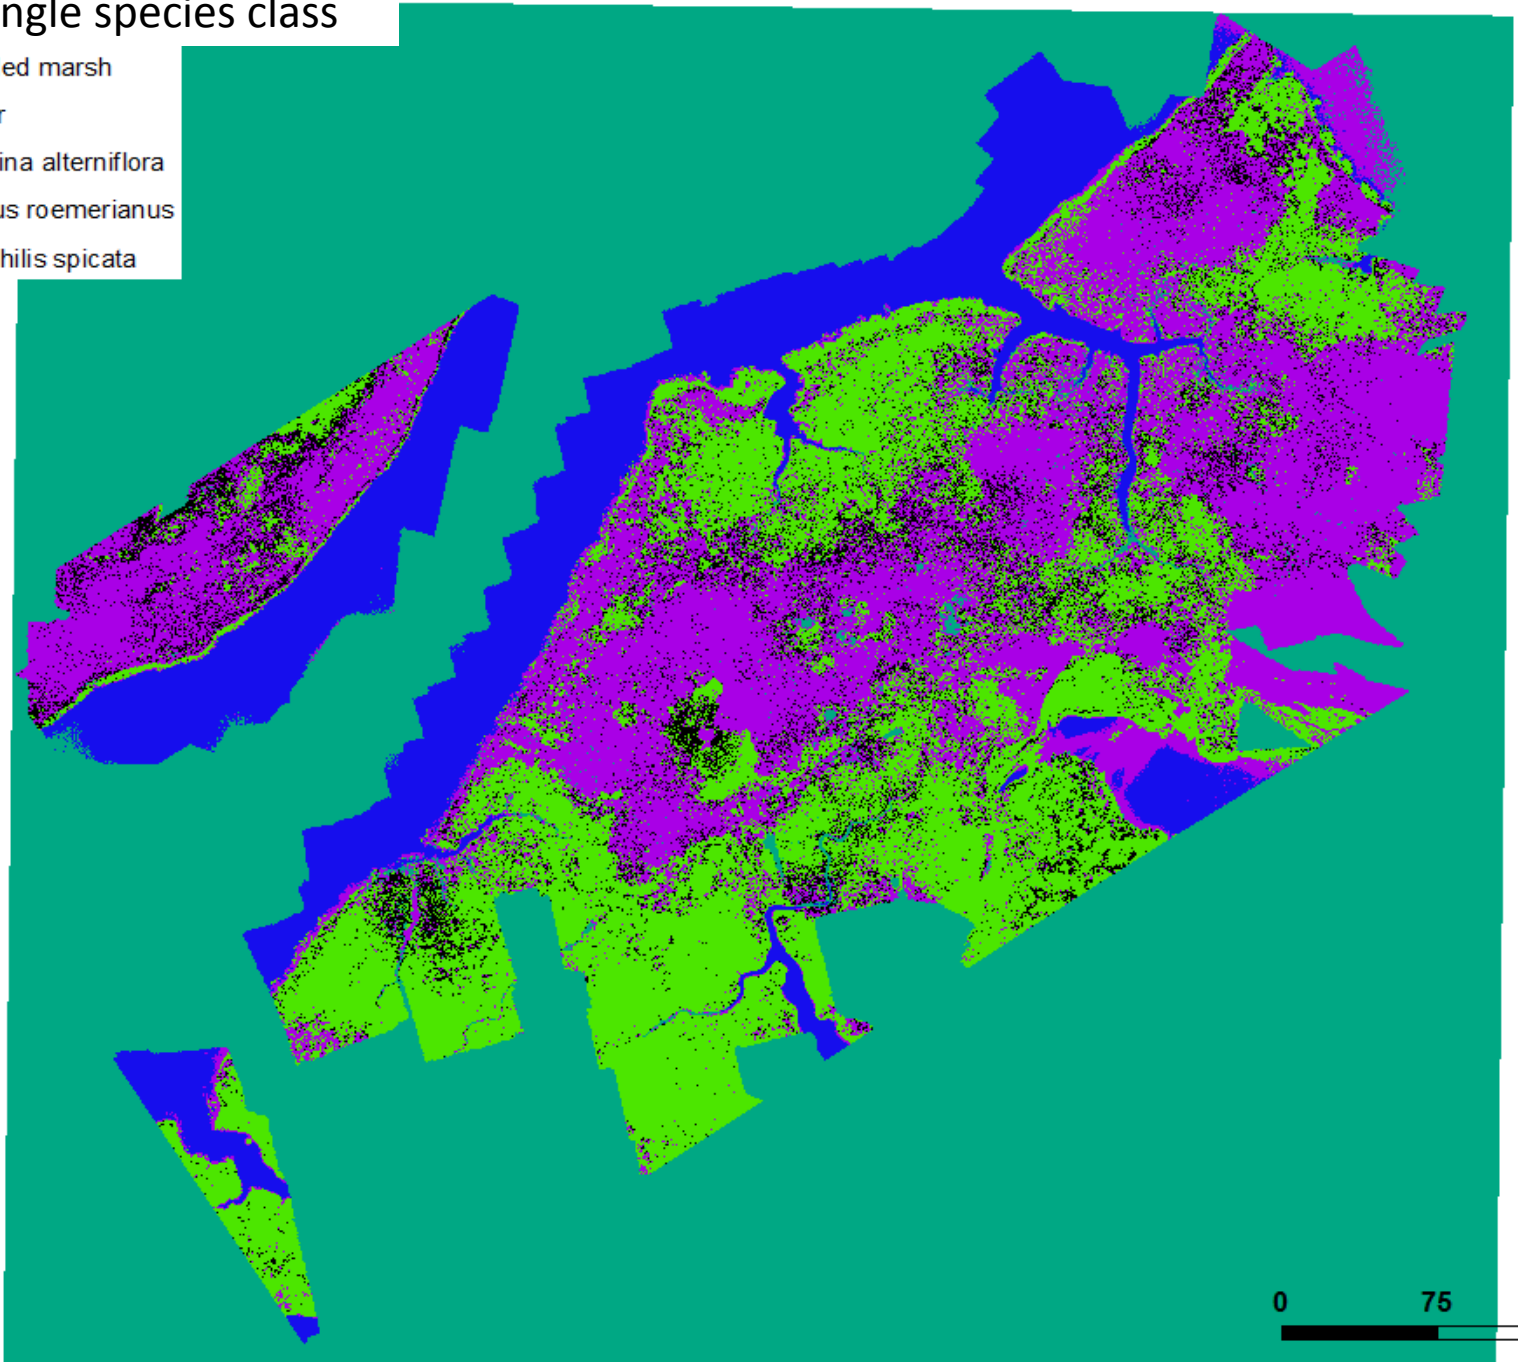 ngle species class
ed marsh
r
ina alterniflora
us roemerianus
hilis spicata
0 75